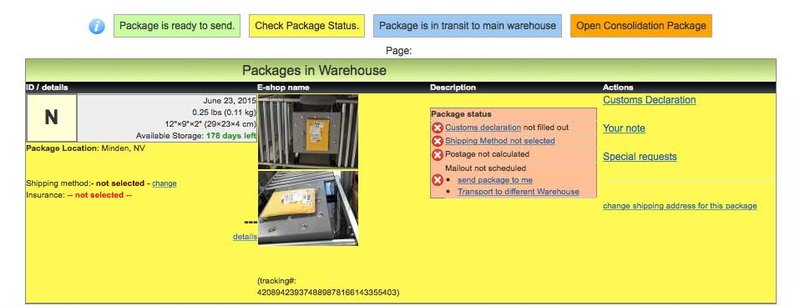 Package is ready to send.
Check Package Status.
Package is in transit to main warehouse
Open Consolidation Package
Page:
Packages in Warehouse
ID / details
E-shop name
Description
Actions
N
June 23, 2015
0.25 lbs (0.11 kg)
12"×9"×2" (29×23×4 cm)
Available Storage: 178 days left
Package Location: Minden, NV
Shipping method:- not selected - change
Insurance: -- not selected --
---
details
(tracking#:
420894239374889878166143355403)
Package status
Customs declaration not filled out
Shipping Method not selected
Postage not calculated
Mailout not scheduled
• send package to me
• Transport to different Warehouse
Customs Declaration
Your note
Special requests
change shipping address for this package